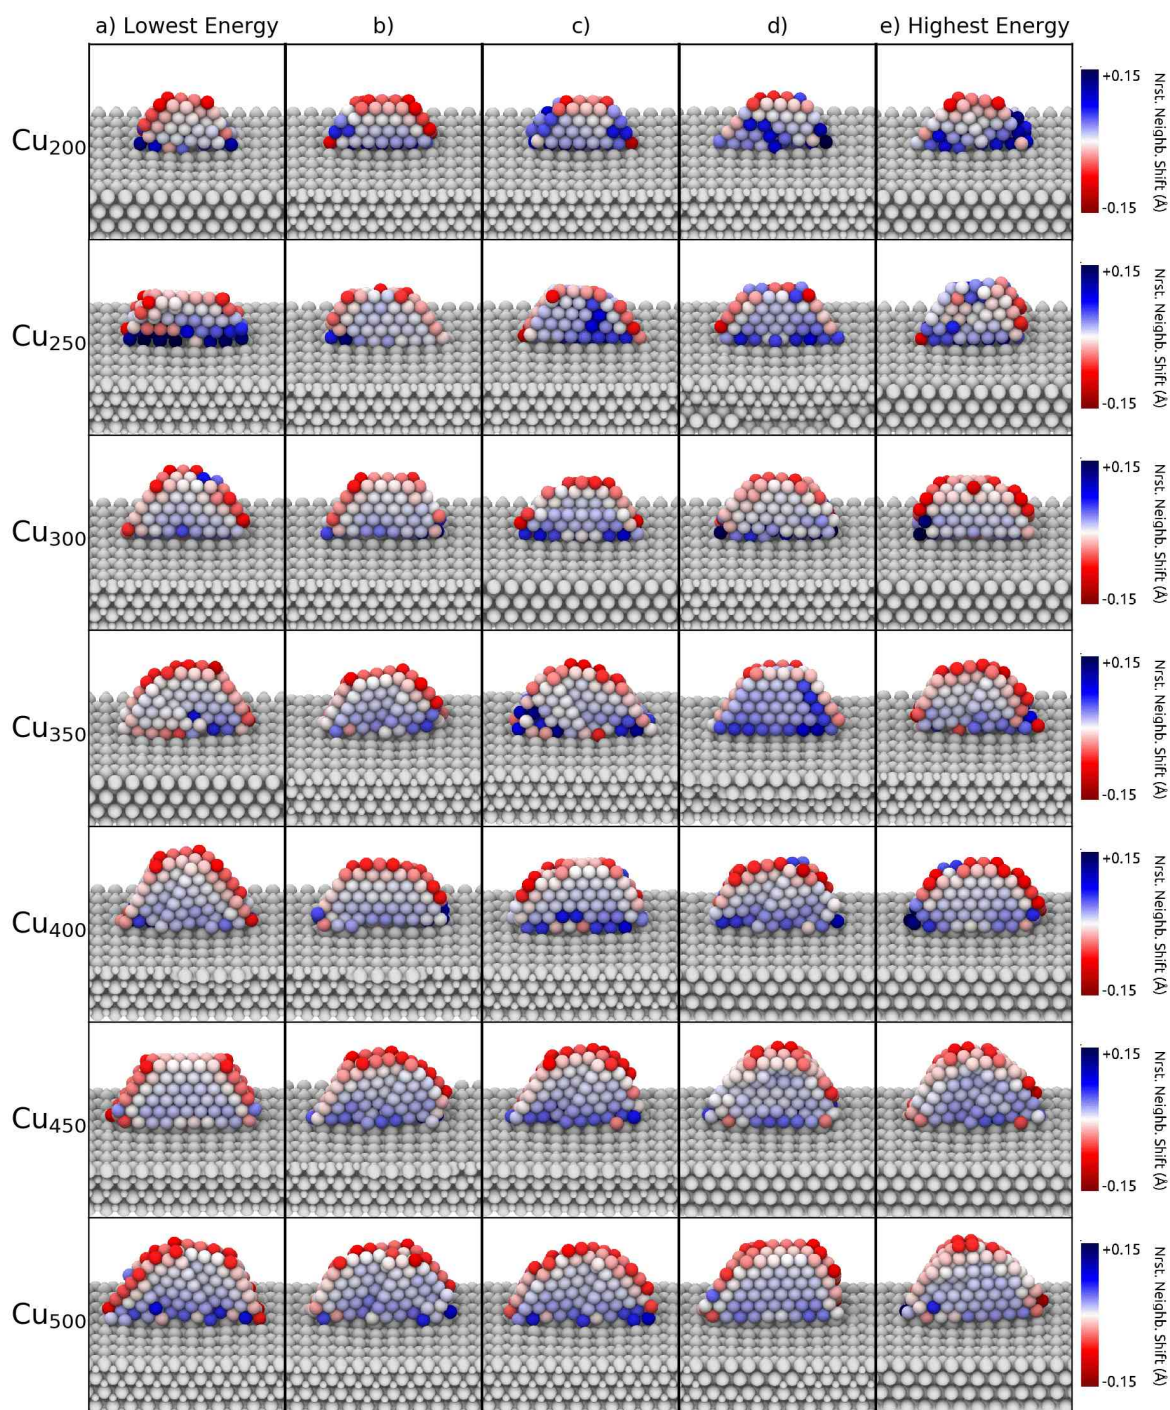 a) Lowest Energy
b)
c)
d)
e) Highest Energy
Cu200
+0.15
Nrst. Neighb. Shift (Å)
-0.15
Cu250
+0.15
Nrst. Neighb. Shift (Å)
-0.15
Cu300
+0.15
Nrst. Neighb. Shift (Å)
-0.15
Cu350
+0.15
Nrst. Neighb. Shift (Å)
-0.15
Cu400
+0.15
Nrst. Neighb. Shift (Å)
-0.15
Cu450
+0.15
Nrst. Neighb. Shift (Å)
-0.15
Cu500
+0.15
Nrst. Neighb. Shift (Å)
-0.15